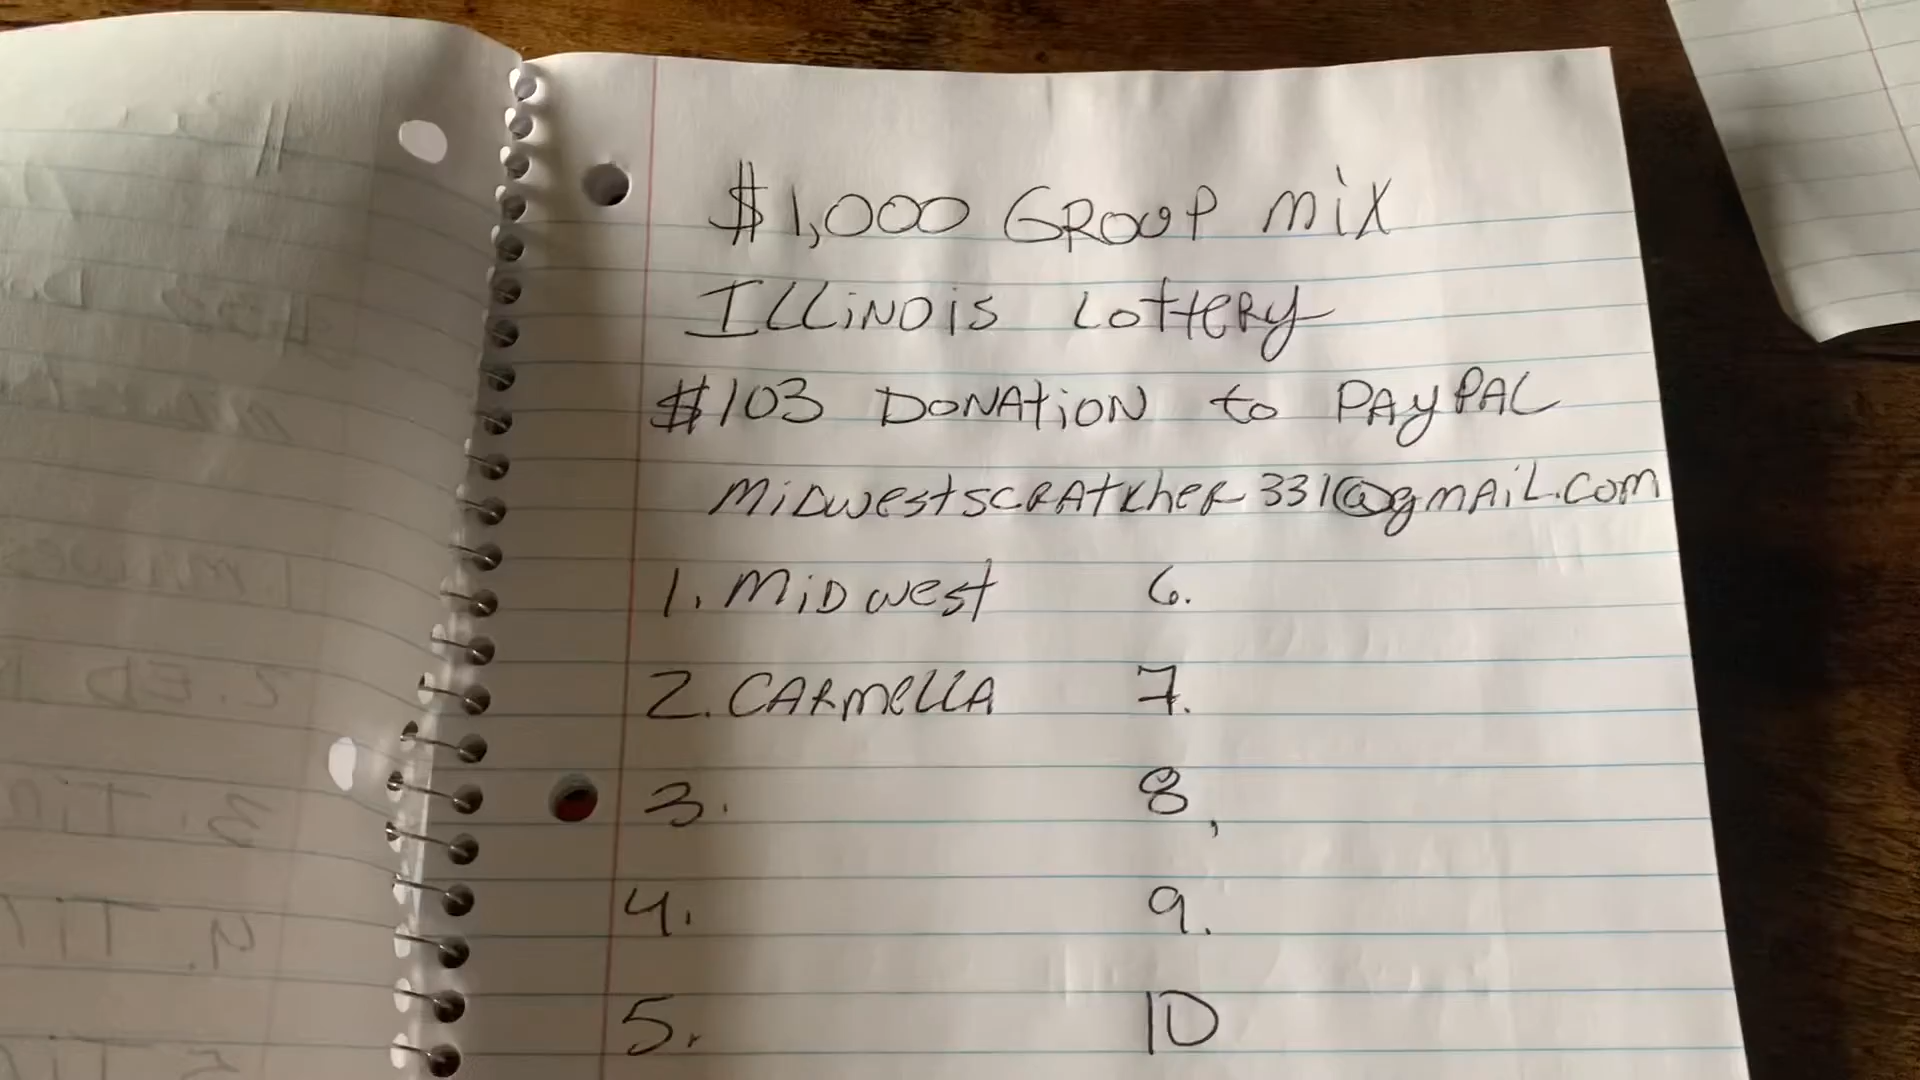 $1,000 GROUP MIX
ILLINOIS LOTTERY
$103 DONATION to PAYPAL
MIDWESTSCRATCHER331@gmail.com
1. MIDWEST 6.
2. CARMELLA 7.
3. 8,
4. 9.
5. 10